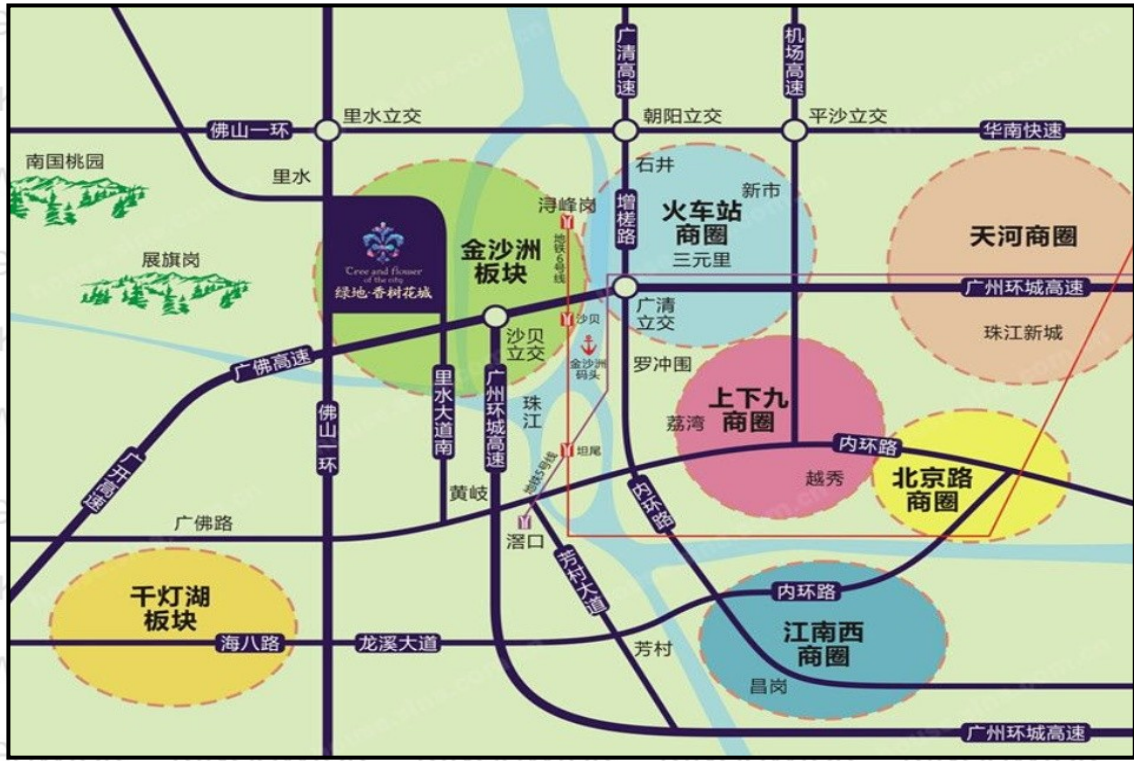 广清高速
机场高速
里水立交
朝阳立交
平沙立交
佛山一环
华南快速
南国桃园
里水
石井
新市
浔峰岗
增槎路
火车站
商圈
三元里
天河商圈
地铁6号线
金沙洲
板块
Tree and flower
of the city
绿地·香树花城
展旗岗
广州环城高速
广清
立交
沙贝
沙贝
立交
金沙洲
码头
珠江新城
罗冲围
广佛高速
里水大道南
广州环城高速
佛山一环
珠江
上下九
商圈
荔湾
内环路
坦尾
地铁5号线
广开高速
黄岐
越秀
北京路
商圈
内环路
广佛路
滘口
芳村大道
千灯湖
板块
内环路
江南西
商圈
海八路
龙溪大道
芳村
昌岗
广州环城高速